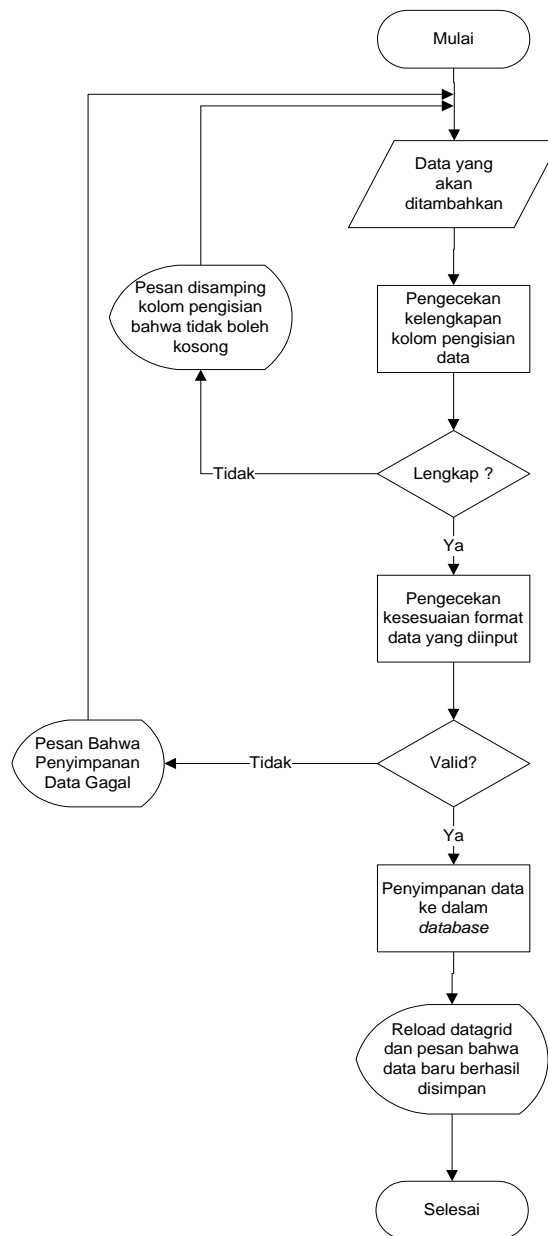 Mulai
Data yang
akan
ditambahkan
Pesan disamping
kolom pengisian
bahwa tidak boleh
kosong
Pengecekan
kelengkapan
kolom pengisian
data
Tidak
Lengkap ?
Ya
Pengecekan
kesesuaian format
data yang diinput
Pesan Bahwa
Penyimpanan
Data Gagal
Tidak
Valid?
Ya
Penyimpanan data
ke dalam
database
Reload datagrid
dan pesan bahwa
data baru berhasil
disimpan
Selesai